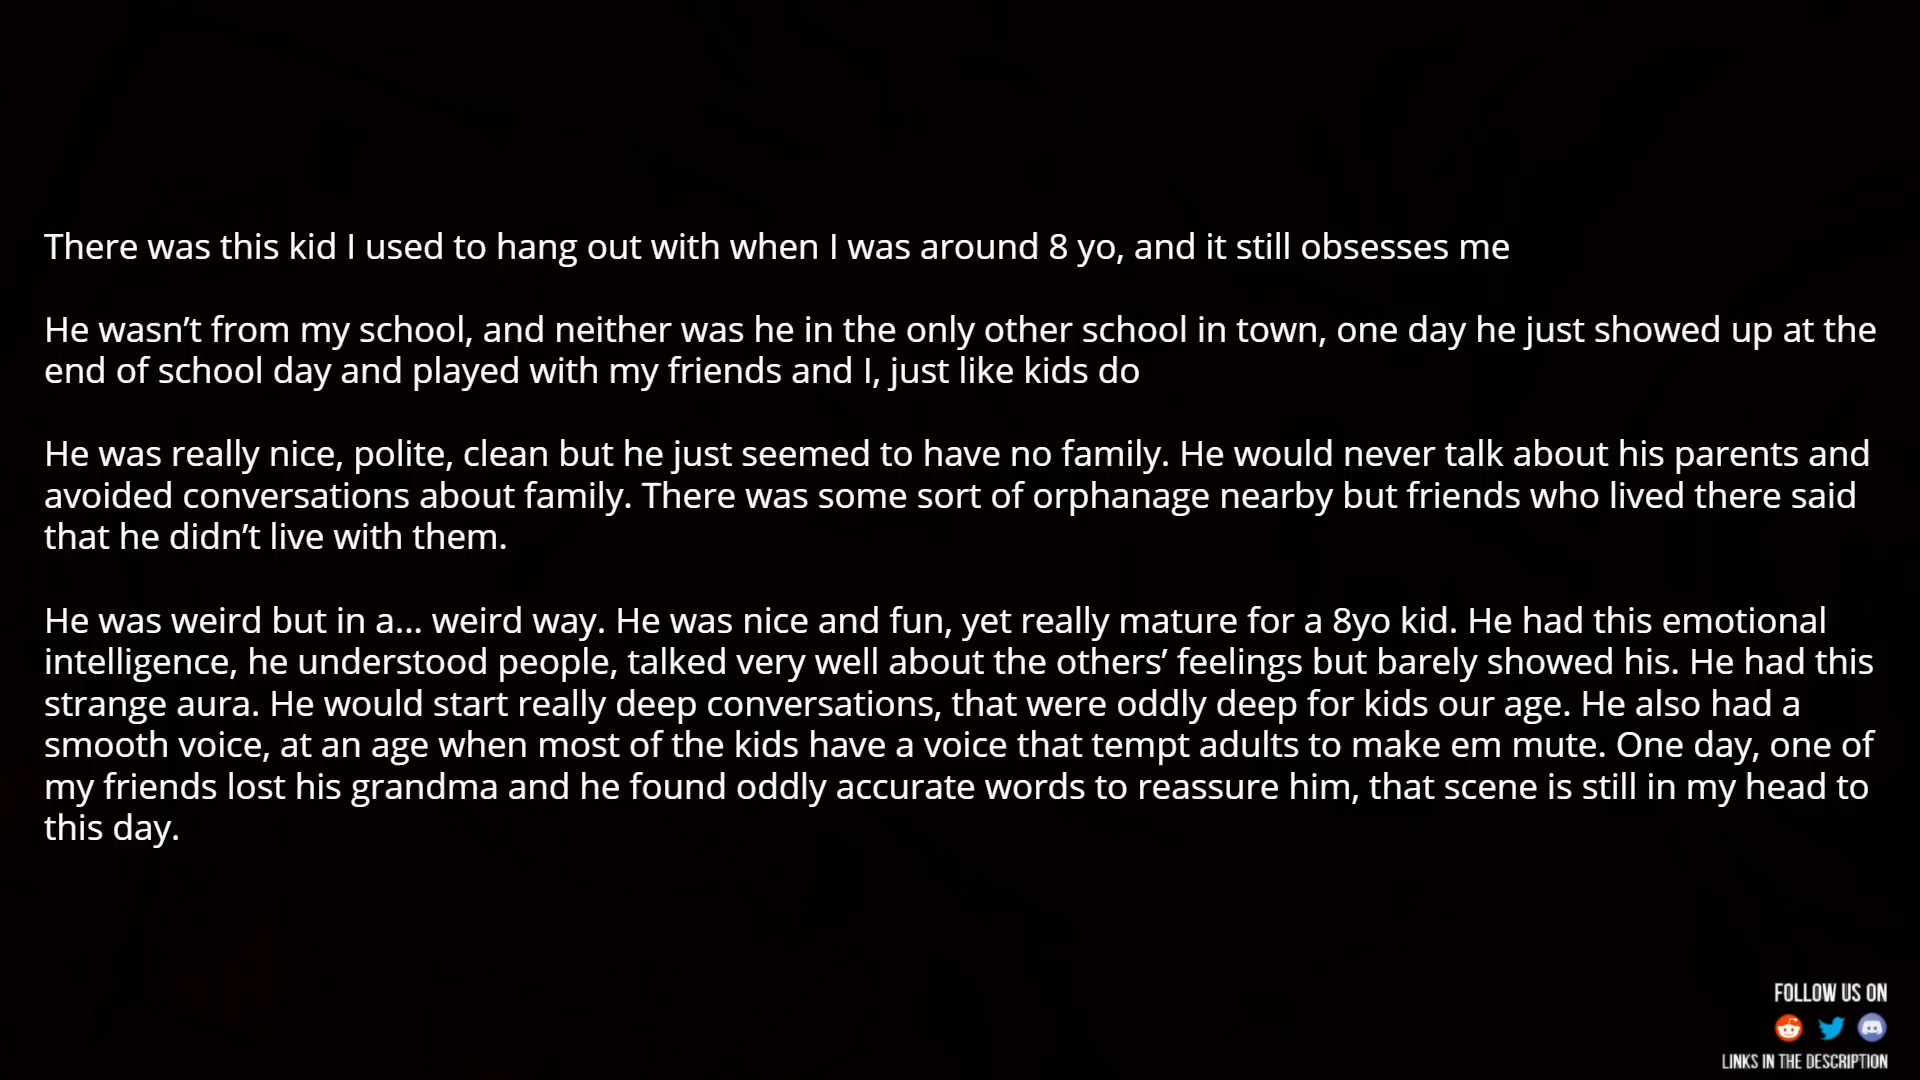 There was this kid I used to hang out with when I was around 8 yo, and it still obsesses me
He wasn’t from my school, and neither was he in the only other school in town, one day he just showed up at the
end of school day and played with my friends and I, just like kids do
He was really nice, polite, clean but he just seemed to have no family. He would never talk about his parents and
avoided conversations about family. There was some sort of orphanage nearby but friends who lived there said
that he didn’t live with them.
He was weird but in a... weird way. He was nice and fun, yet really mature for a 8yo kid. He had this emotional
intelligence, he understood people, talked very well about the others’ feelings but barely showed his. He had this
strange aura. He would start really deep conversations, that were oddly deep for kids our age. He also had a
smooth voice, at an age when most of the kids have a voice that tempt adults to make em mute. One day, one of
my friends lost his grandma and he found oddly accurate words to reassure him, that scene is still in my head to
this day.
FOLLOW US ON
LINKS IN THE DESCRIPTION